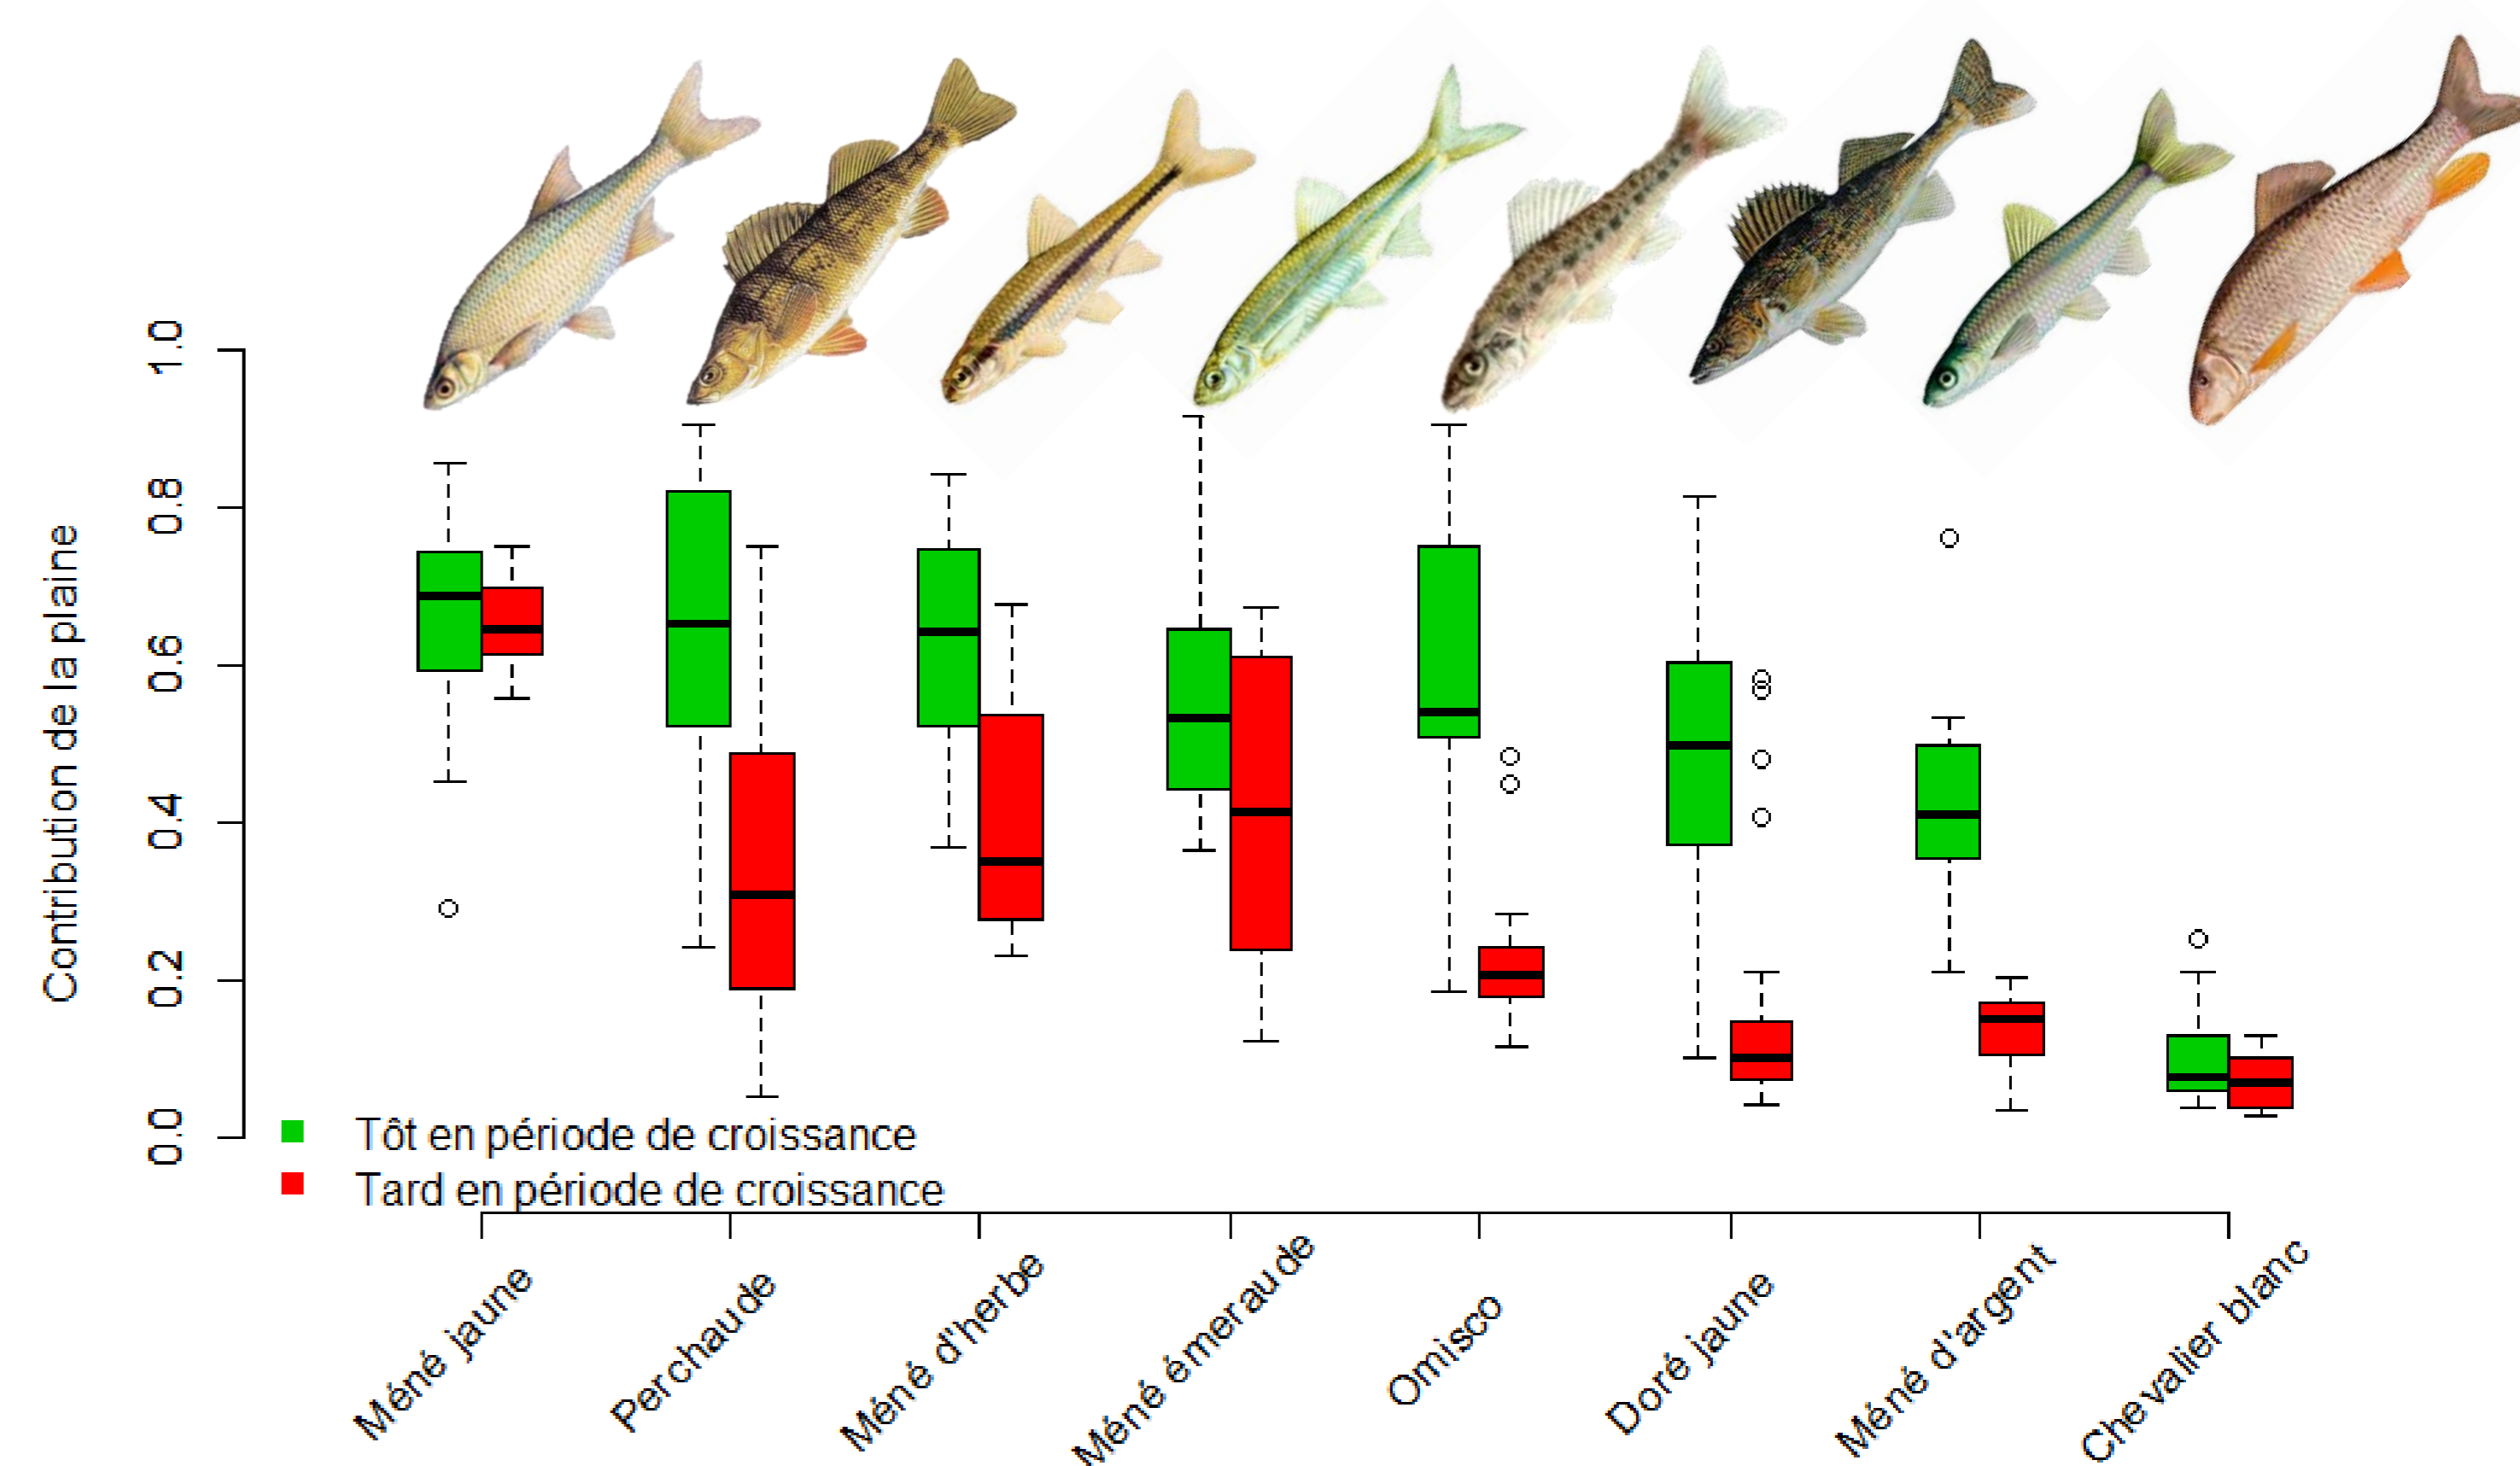 Contribution de la plaine
1.0
0.8
0.6
0.4
0.2
0.0
Tôt en période de croissance
Tard en période de croissance
Méné jaune
Perchaude
Méné d'herbe
Méné émeraude
Omisco
Doré jaune
Méné d'argent
Chevalier blanc